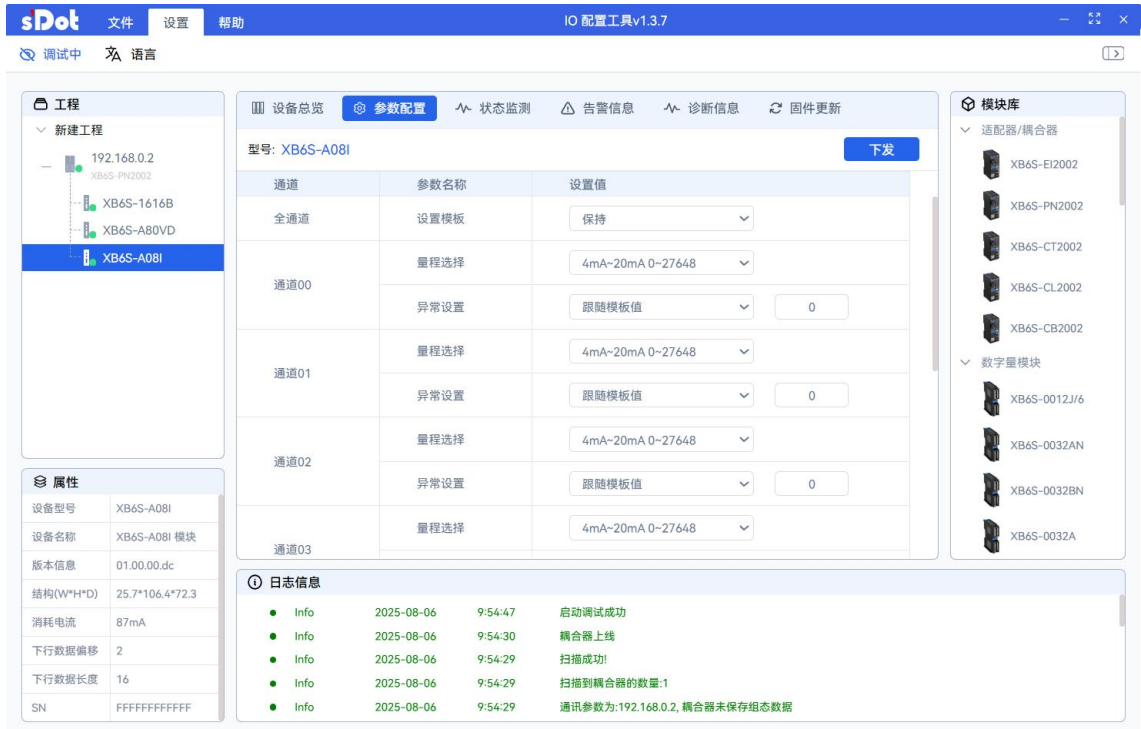 sDot 文件 设置 帮助 IO 配置工具v1.3.7
调试中 语言
工程
新建工程
192.168.0.2
XB6S-PN2002
XB6S-1616B
XB6S-A80VD
XB6S-A08I
属性
设备型号 XB6S-A08I
设备名称 XB6S-A08I 模块
版本信息 01.00.00.dc
结构(W*H*D) 25.7*106.4*72.3
消耗电流 87mA
下行数据偏移 2
下行数据长度 16
SN FFFFFFFFFFFF
设备总览 参数配置 状态监测 告警信息 诊断信息 固件更新
型号: XB6S-A08I 下发
通道 参数名称 设置值
全通道 设置模板 保持
通道00
量程选择 4mA~20mA 0~27648
异常设置 跟随模板值 0
通道01
量程选择 4mA~20mA 0~27648
异常设置 跟随模板值 0
通道02
量程选择 4mA~20mA 0~27648
异常设置 跟随模板值 0
通道03
量程选择 4mA~20mA 0~27648
日志信息
Info 2025-08-06 9:54:47 启动调试成功
Info 2025-08-06 9:54:30 耦合器上线
Info 2025-08-06 9:54:29 扫描成功!
Info 2025-08-06 9:54:29 扫描到耦合器的数量:1
Info 2025-08-06 9:54:29 通讯参数为:192.168.0.2, 耦合器未保存组态数据
模块库
适配器/耦合器
XB6S-EI2002
XB6S-PN2002
XB6S-CT2002
XB6S-CL2002
XB6S-CB2002
数字量模块
XB6S-0012J/6
XB6S-0032AN
XB6S-0032BN
XB6S-0032A